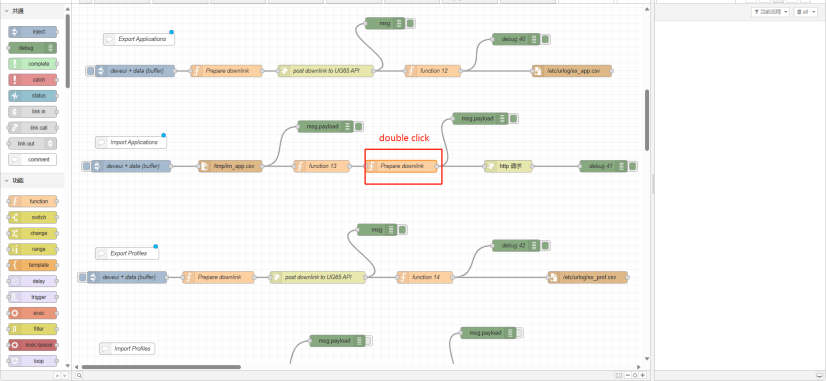 共通
inject
debug
complete
catch
status
link in
link call
link out
comment
功能
function
switch
change
range
template
delay
trigger
exec
filter
exec queue
loop
Export Applications
msg
debug 40
deveui + data (buffer)
Prepare downlink
post downlink to UG65 API
function 12
/etc/urlog/ex_app.csv
Import Applications
msg.payload
double click
msg.payload
deveui + data (buffer)
function 13
Prepare downlink
http 请求
debug 41
Export Profiles
msg
debug 42
deveui + data (buffer)
Prepare downlink
post downlink to UG65 API
function 14
/etc/urlog/ex_prof.csv
Import Profiles
msg.payload
msg.payload
all